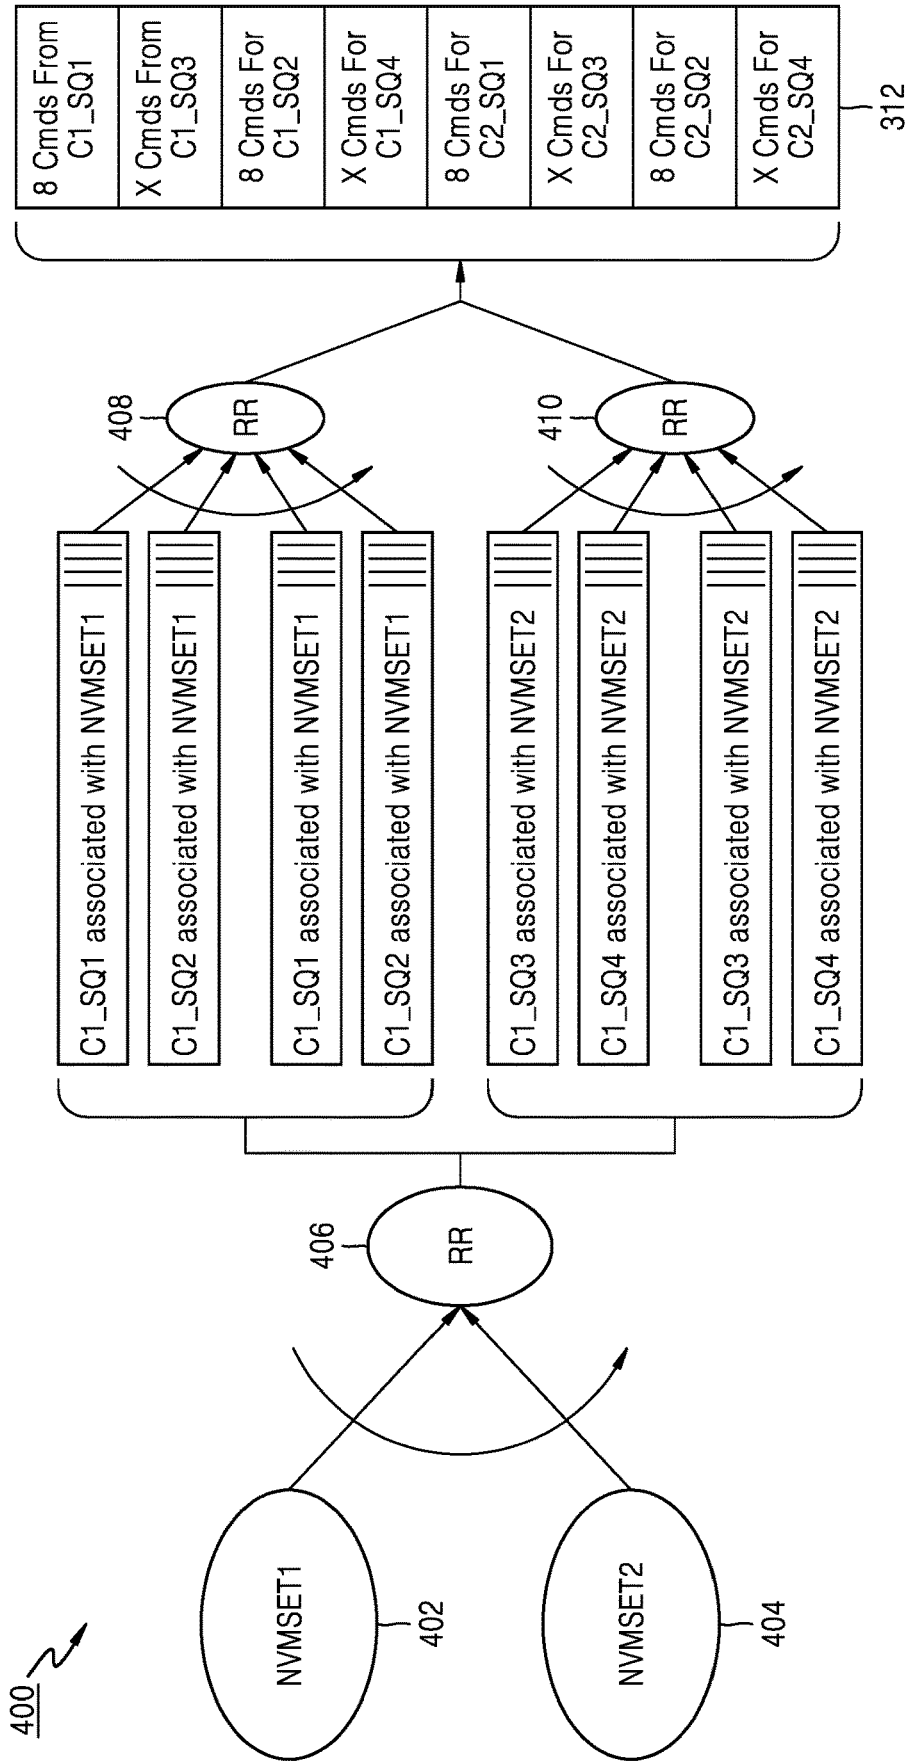 400
NVMSET1
402
NVMSET2
404
406
RR
C1_SQ1 associated with NVMSET1
C1_SQ2 associated with NVMSET1
C1_SQ1 associated with NVMSET1
C1_SQ2 associated with NVMSET1
C1_SQ3 associated with NVMSET2
C1_SQ4 associated with NVMSET2
C1_SQ3 associated with NVMSET2
C1_SQ4 associated with NVMSET2
408
RR
410
RR
8 Cmds From
C1_SQ1
X Cmds From
C1_SQ3
8 Cmds For
C1_SQ2
X Cmds For
C1_SQ4
8 Cmds For
C2_SQ1
X Cmds For
C2_SQ3
8 Cmds For
C2_SQ2
X Cmds For
C2_SQ4
312